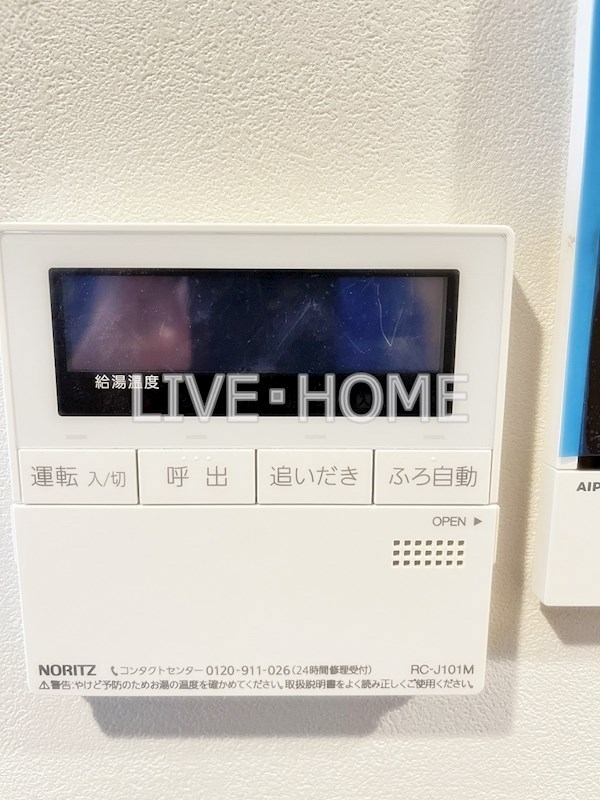 給湯温度
LIVE・HOME
運転 入/切 呼出 追いだき ふろ自動
OPEN ▶
NORITZ コンタクトセンター 0120-911-026(24時間修理受付) RC-J101M
⚠警告:やけど予防のためお湯の温度を確かめてください。取扱説明書をよく読み正しくご使用ください。
AIP